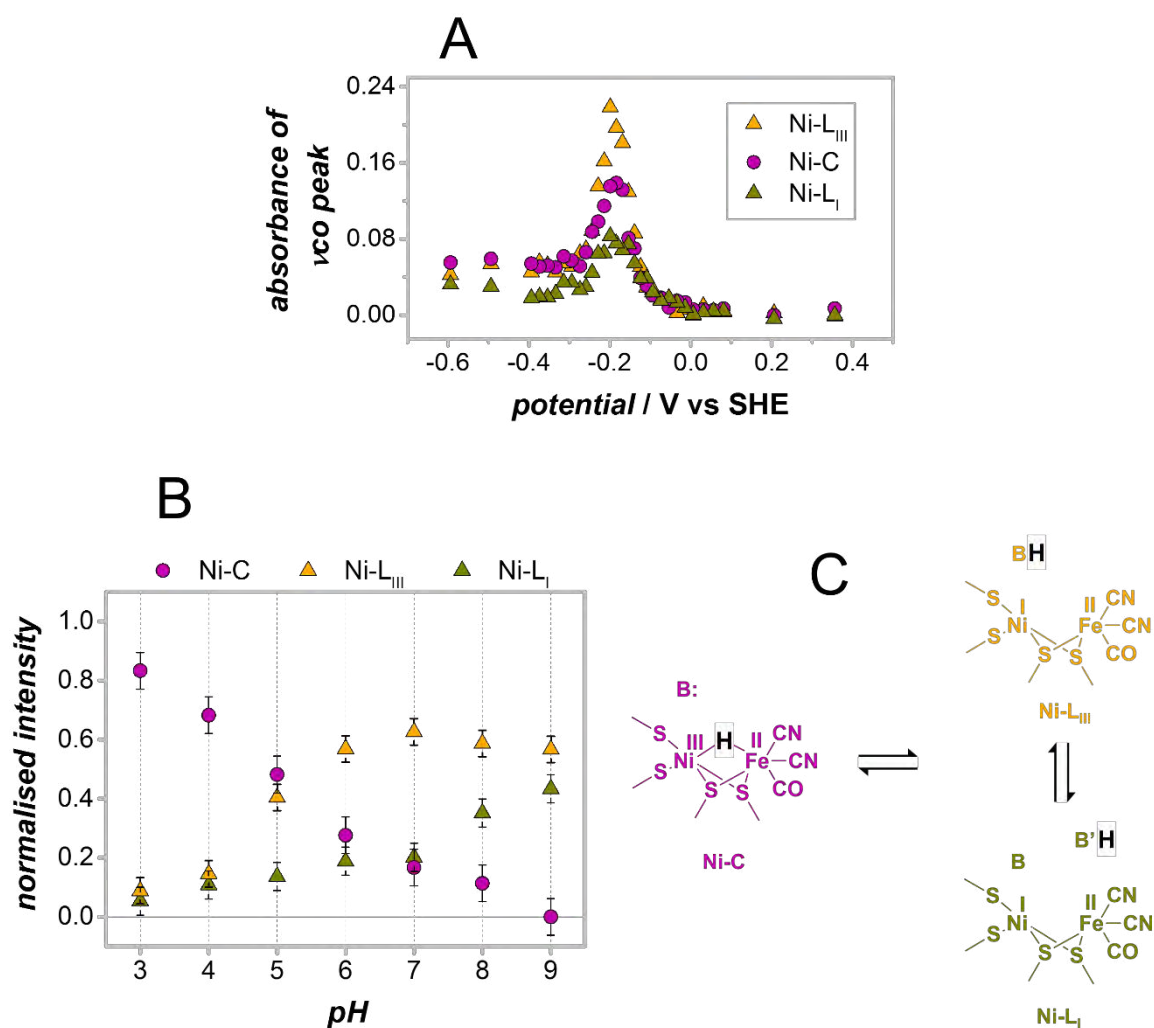 A
absorbance of
νco peak
0.24
0.16
0.08
0.00
Ni-LIII
Ni-C
Ni-LI
-0.6 -0.4 -0.2 0.0 0.2 0.4
potential / V vs SHE
B
Ni-C Ni-LIII Ni-LI
normalised intensity
1.0
0.8
0.6
0.4
0.2
0.0
3 4 5 6 7 8 9
pH
C
B:
S III H II CN
Ni Fe CN
S S S CO
Ni-C
BH
S I II CN
Ni Fe CN
S S S CO
Ni-LIII
B B'H
S I II CN
Ni Fe CN
S S S CO
Ni-LI